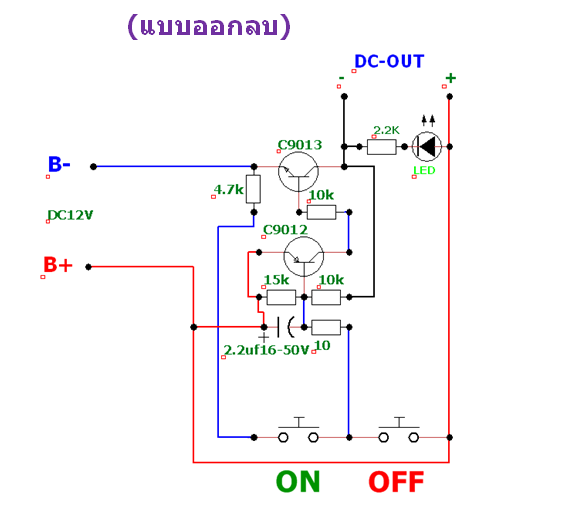 (แบบออกลบ)
DC-OUT
- +
2.2K
LED
C9013
B-
4.7k
10k
DC12V
C9012
B+
15k 10k
+
2.2uf16-50V 10
ON OFF